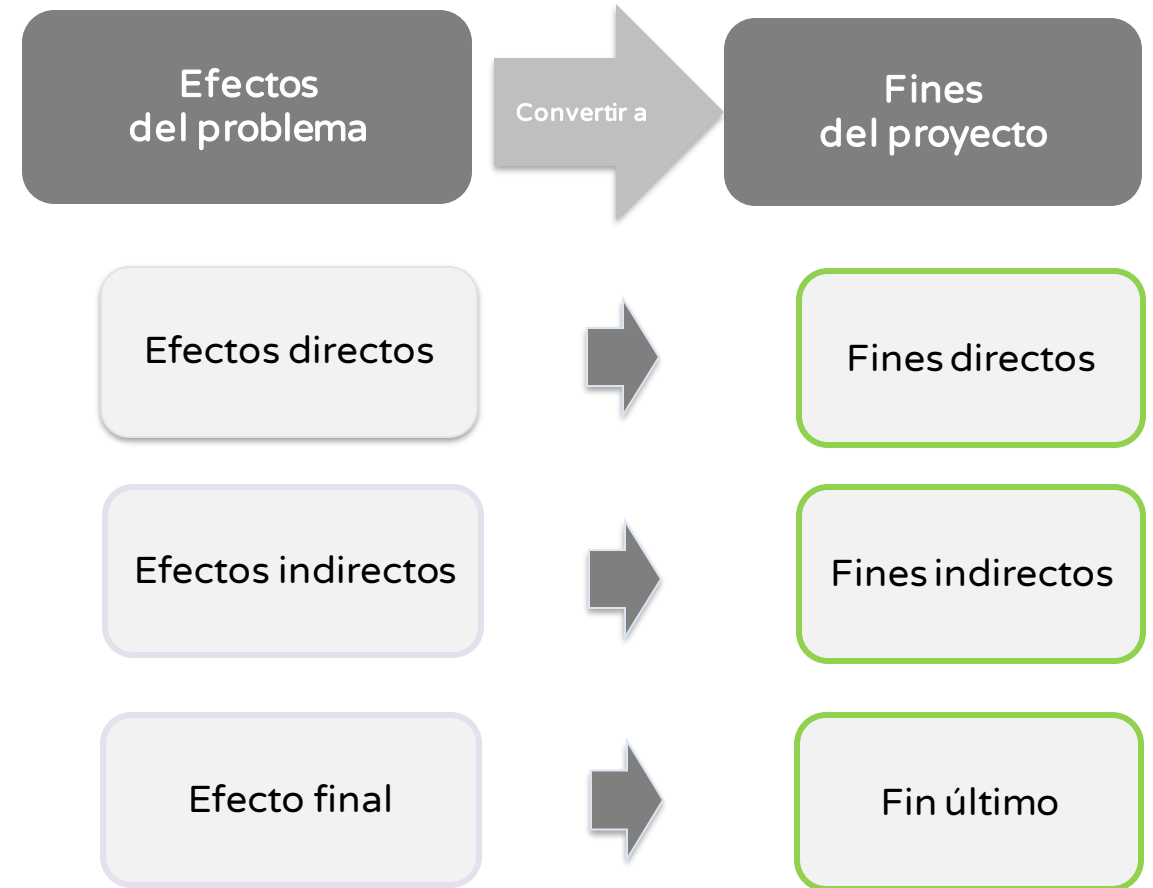 Efectos
del problema
Convertir a
Fines
del proyecto
Efectos directos
Fines directos
Efectos indirectos
Fines indirectos
Efecto final
Fin último